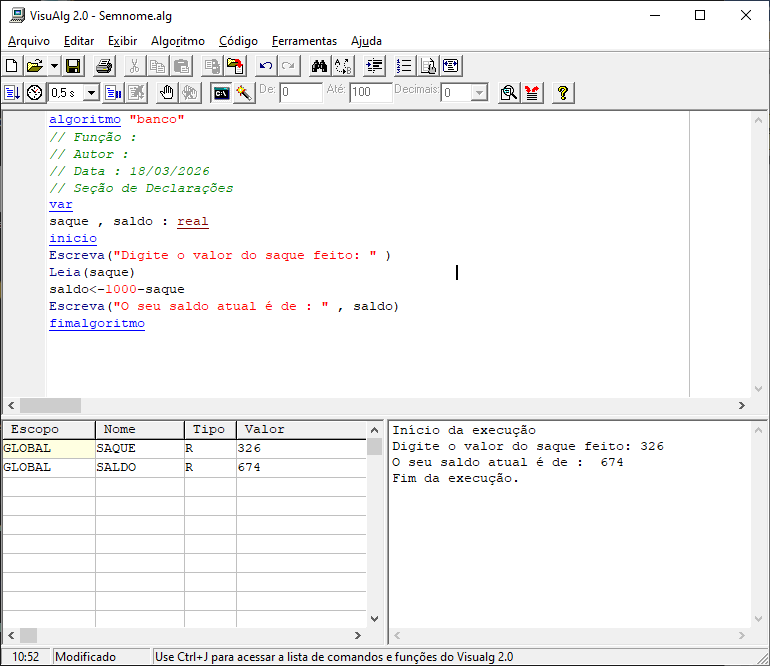 VisuAlg 2.0 - Semnome.alg
Arquivo Editar Exibir Algoritmo Código Ferramentas Ajuda
0,5 s De: 0 Até: 100 Decimais: 0
algoritmo "banco"
// Função :
// Autor :
// Data : 18/03/2026
// Seção de Declarações
var
saque , saldo : real
inicio
Escreva("Digite o valor do saque feito: " )
Leia(saque)
saldo<-1000-saque
Escreva("O seu saldo atual é de : " , saldo)
fimalgoritmo
Escopo Nome Tipo Valor
GLOBAL SAQUE R 326
GLOBAL SALDO R 674
Início da execução
Digite o valor do saque feito: 326
O seu saldo atual é de :  674
Fim da execução.
10:52 Modificado Use Ctrl+J para acessar a lista de comandos e funções do Visualg 2.0